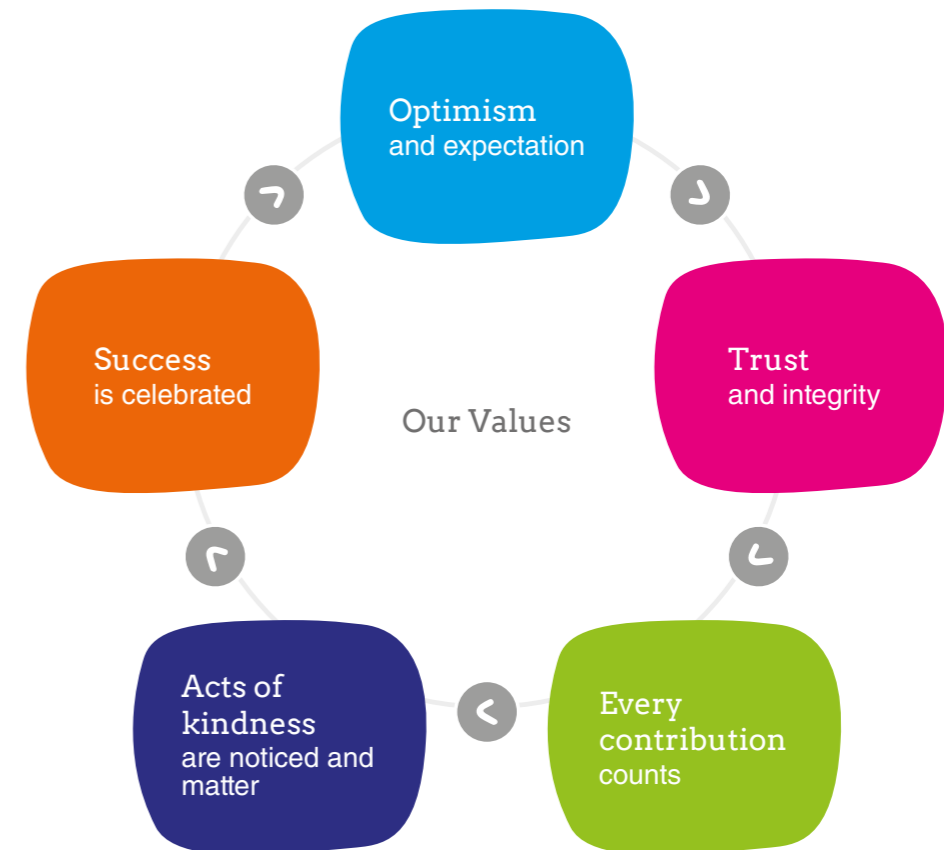 Optimism
and expectation
Success
is celebrated
Trust
and integrity
Our Values
Acts of
kindness
are noticed and
matter
Every
contribution
counts